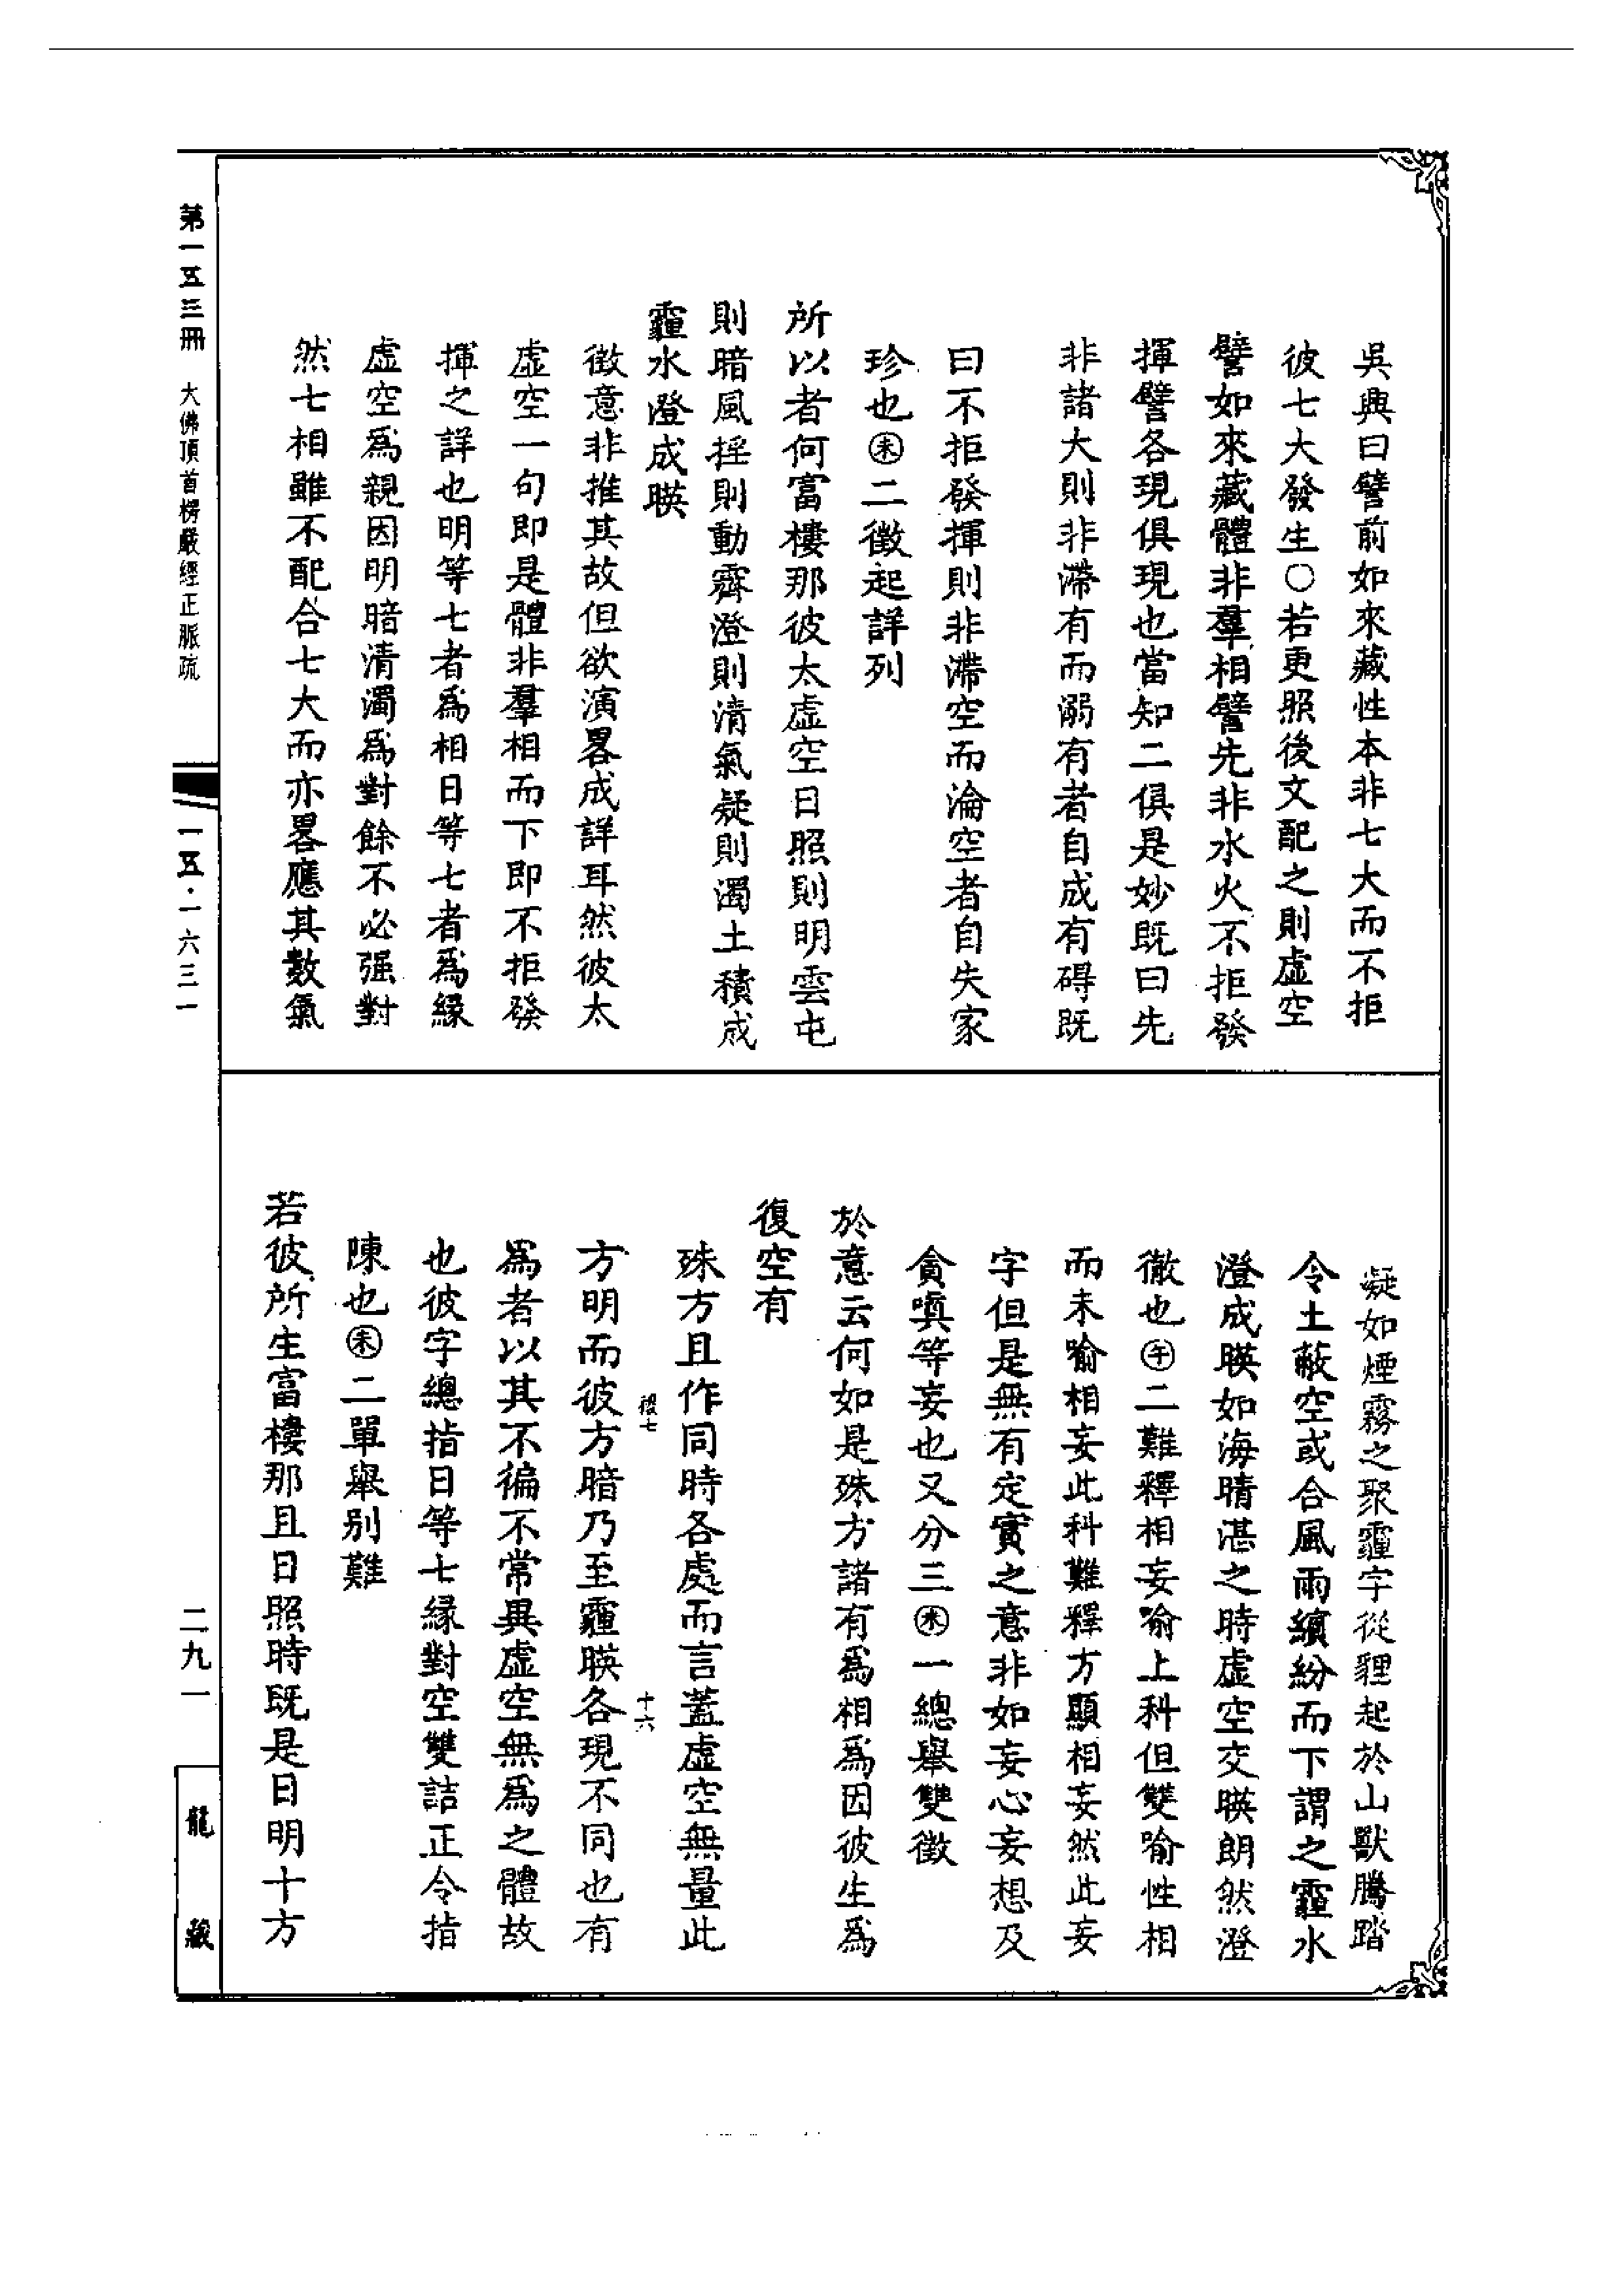 吳興曰譬前如來藏性本非七大而不拒
彼七大發生〇若更照後文配之則虛空
譬如來藏體非羣相譬先非水火不拒發
揮譬各現俱現也當知二俱是妙既曰先
非諸大則非滯有而溺有者自成有碍既
曰不拒發揮則非滯空而淪空者自失家
珍也㊍二徵起詳列
所以者何富樓那彼太虛空日照則明雲屯
則暗風搖則動霽澄則清氣凝則濁土積成
霾水澄成暎
徵意非推其故但欲演畧成詳耳然彼太
虛空一句即是體非羣相而下即不拒發
揮之詳也明等七者爲相日等七者爲緣
虛空爲親因明暗清濁爲對餘不必强對
然七相雖不配合七大而亦畧應其數氣
凝如煙霧之聚霾字從貍起於山獸騰踏
令土蔽空或合風雨繽紛而下謂之霾水
澄成暎如海晴湛之時虛空交暎朗然澄
徹也㊌二難釋相妄喻上科但雙喻性相
而未喻相妄此科難釋方顯相妄然此妄
字但是無有定實之意非如妄心妄想及
貪嗔等妄也又分三㊍一總舉雙徵
於意云何如是殊方諸有爲相爲因彼生爲
復空有
殊方且作同時各處而言蓋虛空無量此
方明而彼方暗乃至霾暎各現不同也有
爲者以其不徧不常異虛空無爲之體故
也彼字總指日等七緣對空雙詰正令指
陳也㊍二單舉别難
若彼所生富樓那且日照時既是日明十方
十六
第一五三冊 大佛頂首楞嚴經正脈疏
一五·一六三一
二九一
龍藏